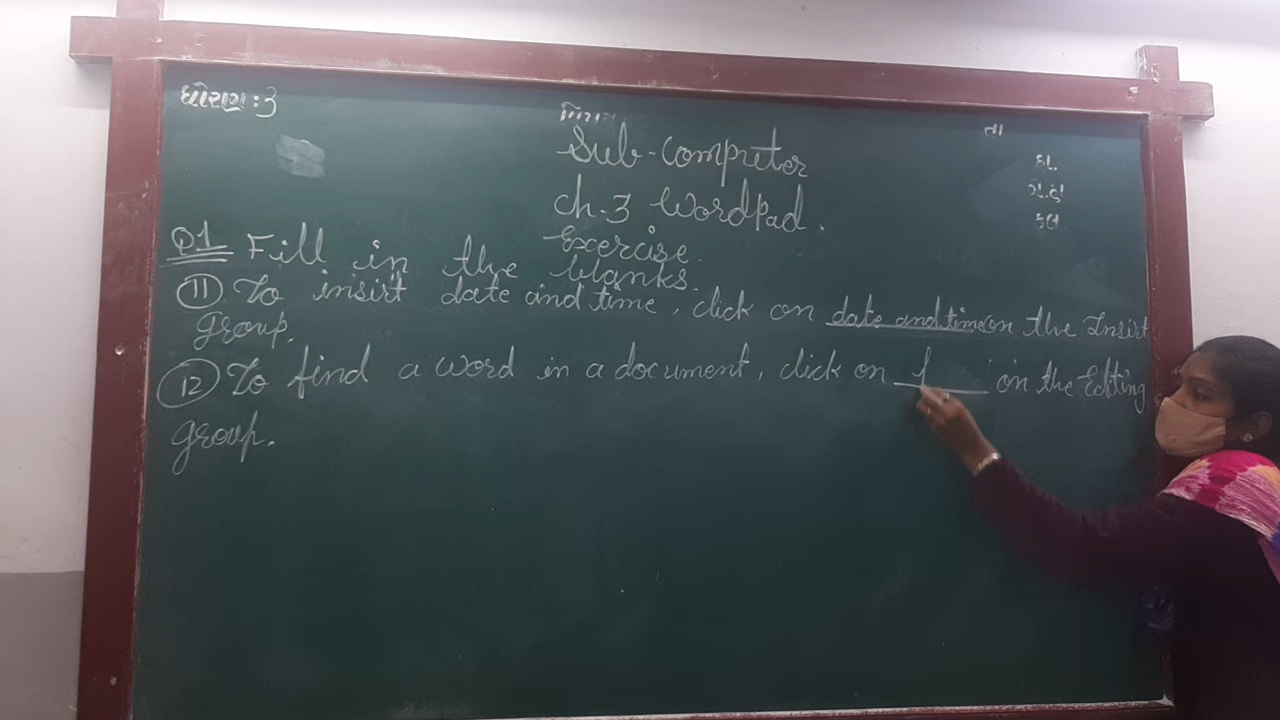 ધોરણ : 3
વિષય
તા
Sub - Computer
હા.
ch. 3 Wordpad.
ગે.હા
કુલ
Exercise.
Q1 Fill in the blanks.
11 To insirt date and time, click on date and time on the Insirt
group.
12 To find a word in a document, click on f on the Editing
group.